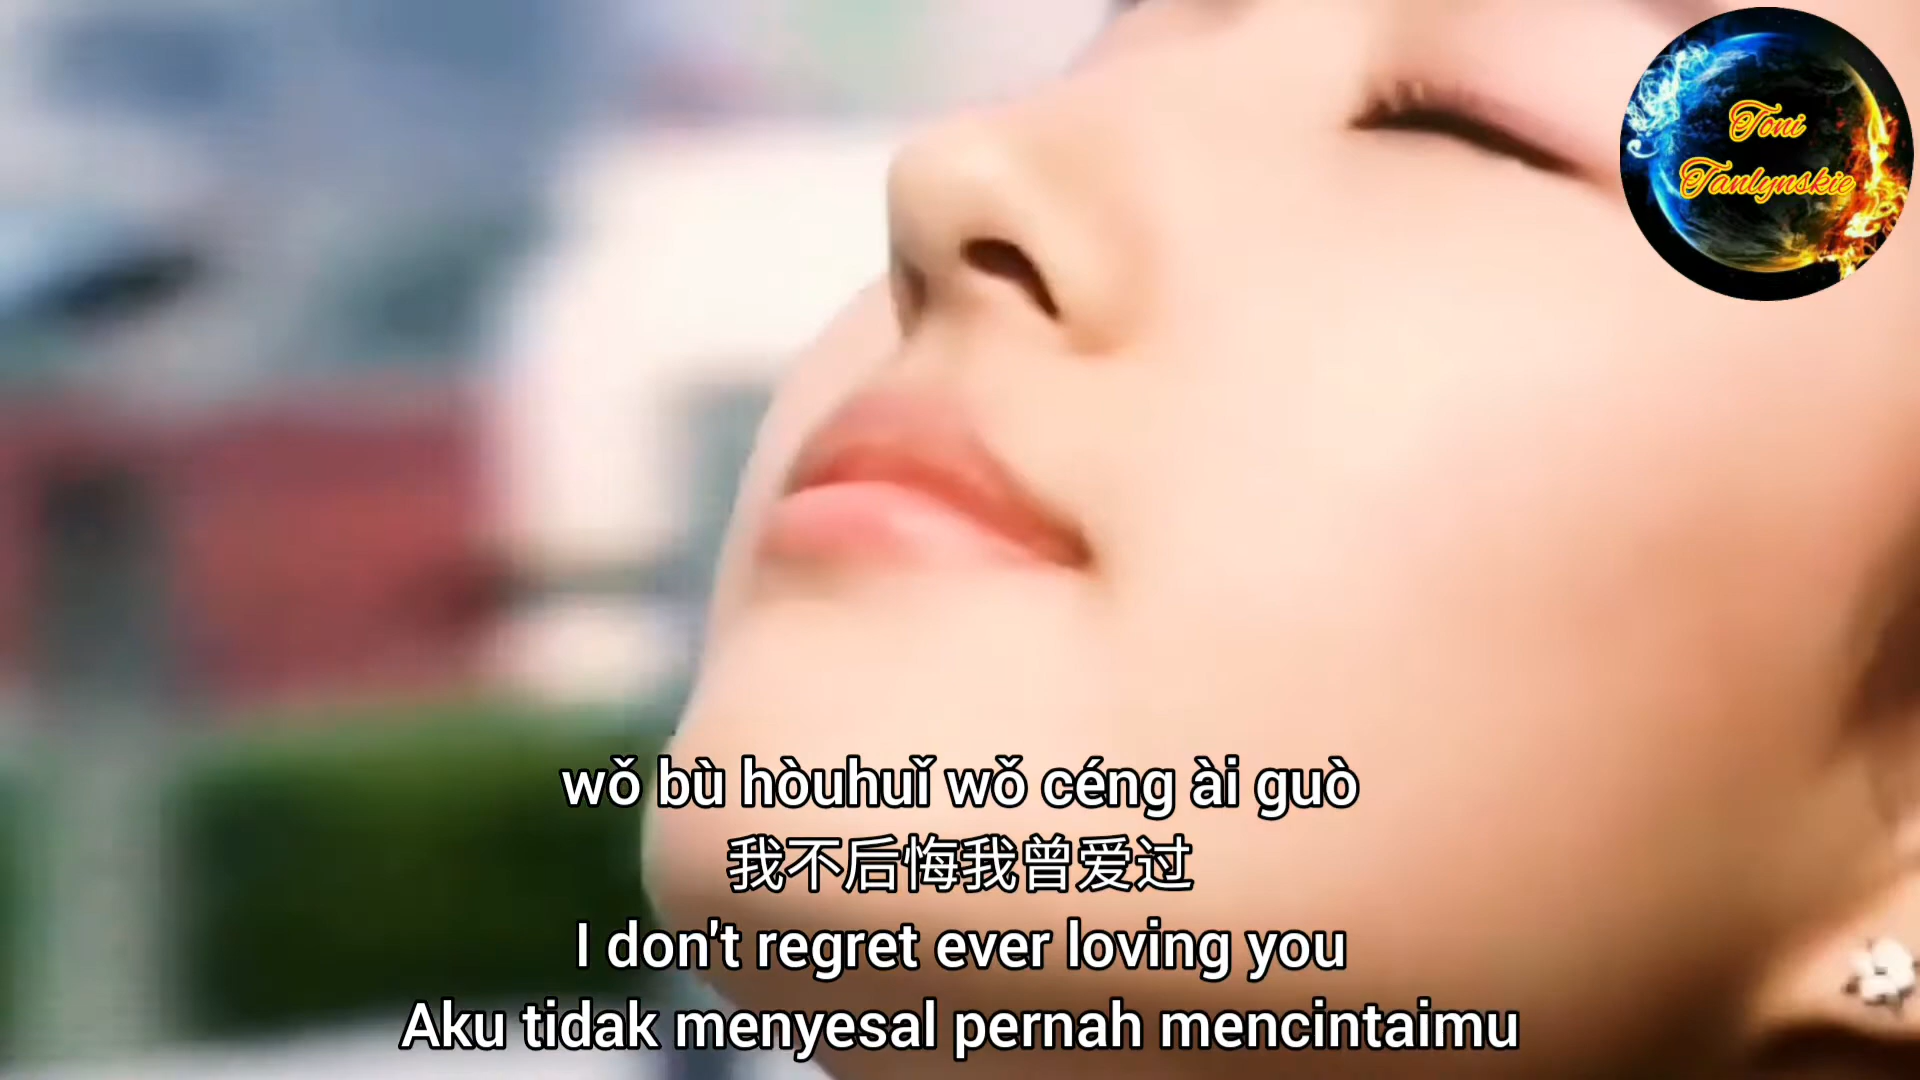 Toni
Tanlynskie
wǒ bù hòuhuǐ wǒ céng ài guò
我不后悔我曾爱过
I don't regret ever loving you
Aku tidak menyesal pernah mencintaimu